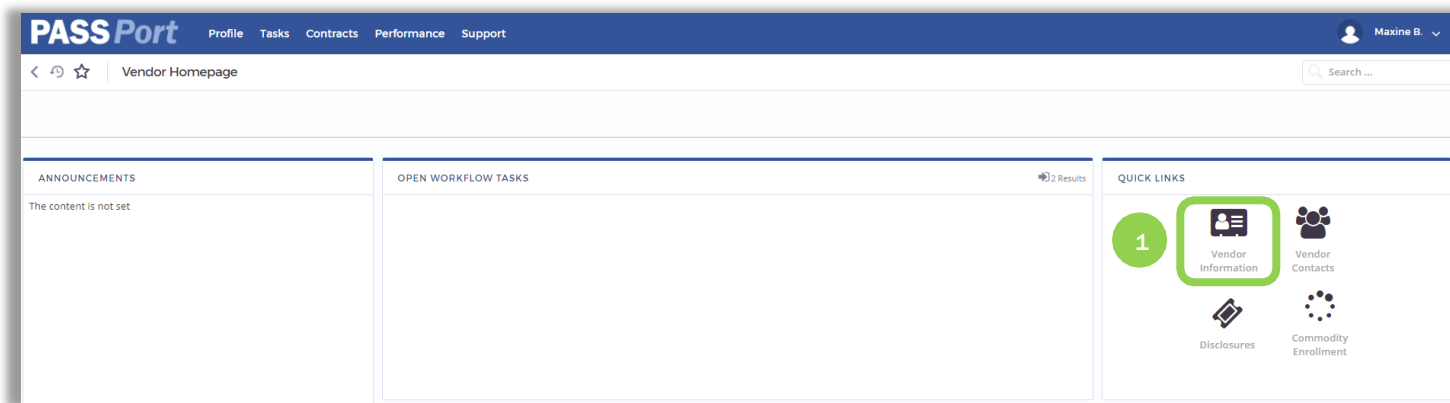 PASSPort Profile Tasks Contracts Performance Support Maxine B.
Vendor Homepage Search ...
ANNOUNCEMENTS
The content is not set
OPEN WORKFLOW TASKS 2 Results
QUICK LINKS
1
Vendor
Information
Vendor
Contacts
Disclosures
Commodity
Enrollment